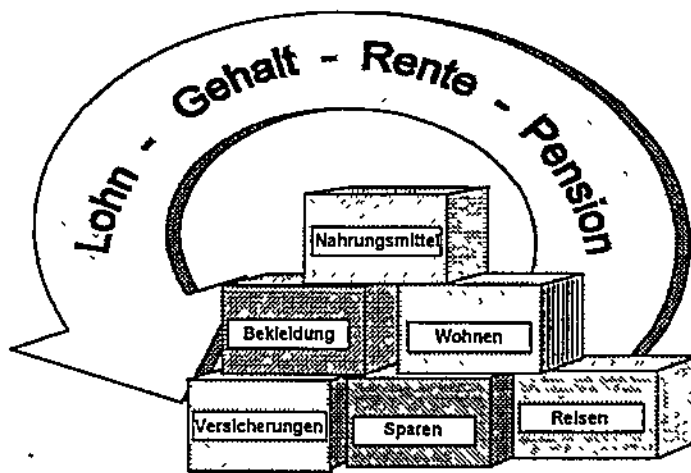 Lohn - Gehalt - Rente - Pension
Nahrungsmittel
Bekleidung
Wohnen
Versicherungen
Sparen
Reisen